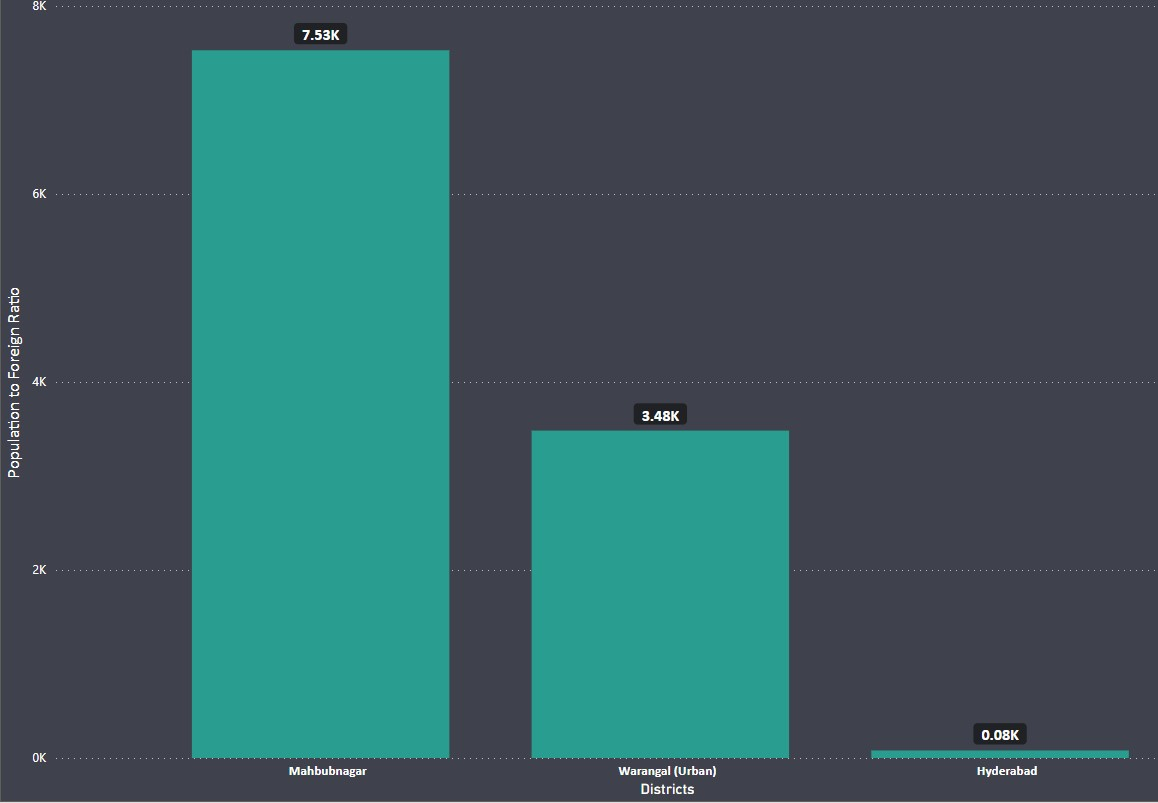 8K
7.53K
6K
Population to Foreign Ratio
4K
3.48K
2K
0.08K
0K
Mahbubnagar
Warangal (Urban)
Hyderabad
Districts